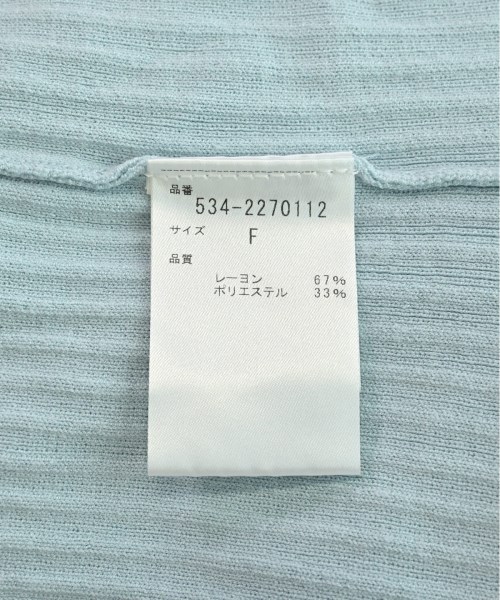 品番
534-2270112
サイズ F
品質
レーヨン 67%
ポリエステル 33%